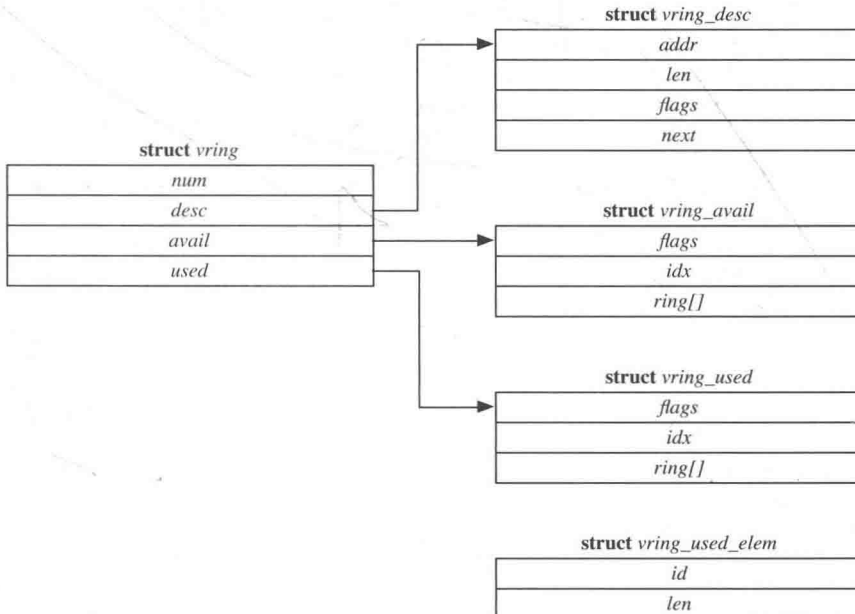 struct vring_desc
addr
len
flags
next
struct vring
num
desc
avail
used
struct vring_avail
flags
idx
ring[]
struct vring_used
flags
idx
ring[]
struct vring_used_elem
id
len